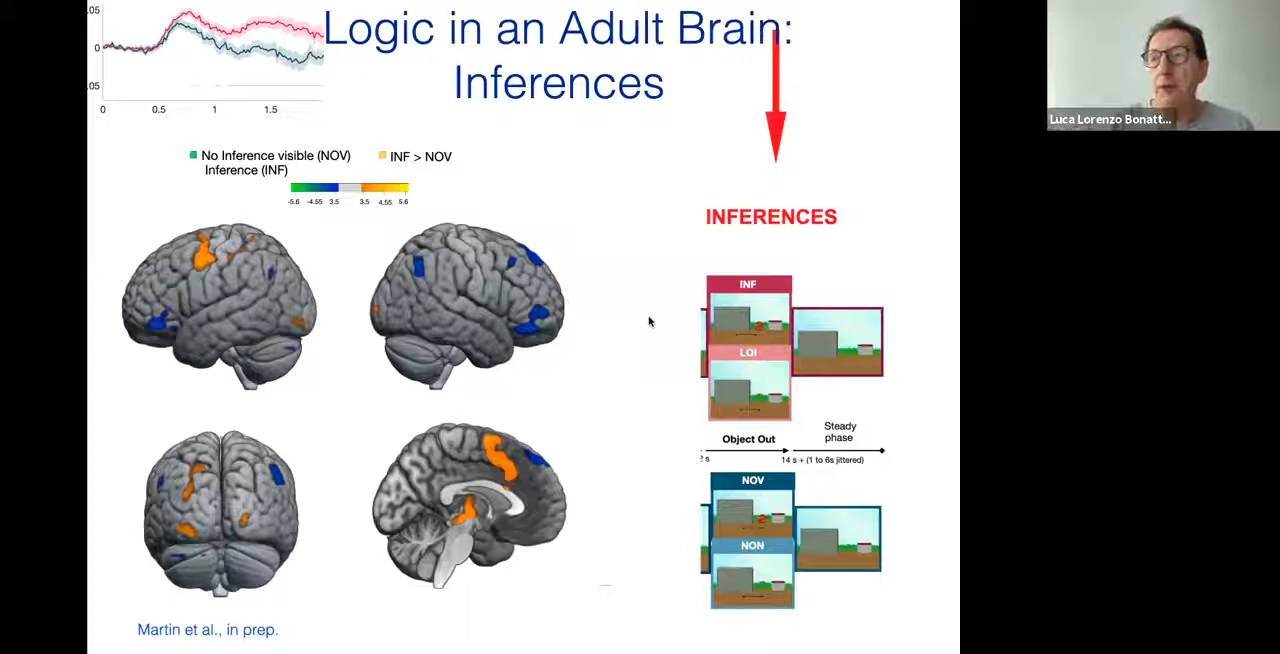 .05
0
.05
0
0.5
1
1.5
Logic in an Adult Brain:
Inferences
Luca Lorenzo Bonatt...
No Inference visible (NOV)
Inference (INF)
INF > NOV
-5.6 -4.55 3.5 3.5 4.55 5.6
INFERENCES
INF
LOI
Object Out
Steady
phase
2 s
14 s + (1 to 6s jittered)
NOV
NON
Martin et al., in prep.